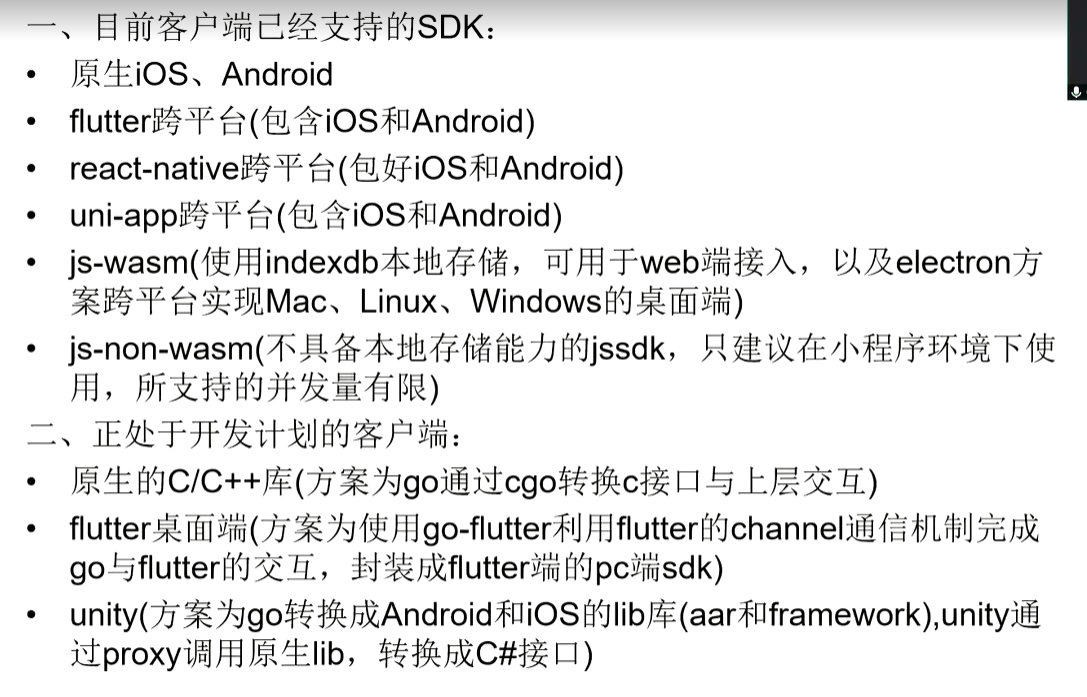 一、目前客户端已经支持的SDK：
• 原生iOS、Android
• flutter跨平台(包含iOS和Android)
• react-native跨平台(包好iOS和Android)
• uni-app跨平台(包含iOS和Android)
• js-wasm(使用indexdb本地存储，可用于web端接入，以及electron方
案跨平台实现Mac、Linux、Windows的桌面端)
• js-non-wasm(不具备本地存储能力的jssdk，只建议在小程序环境下使
用，所支持的并发量有限)
二、正处于开发计划的客户端：
• 原生的C/C++库(方案为go通过cgo转换c接口与上层交互)
• flutter桌面端(方案为使用go-flutter利用flutter的channel通信机制完成
go与flutter的交互，封装成flutter端的pc端sdk)
• unity(方案为go转换成Android和iOS的lib库(aar和framework),unity通
过proxy调用原生lib，转换成C#接口)